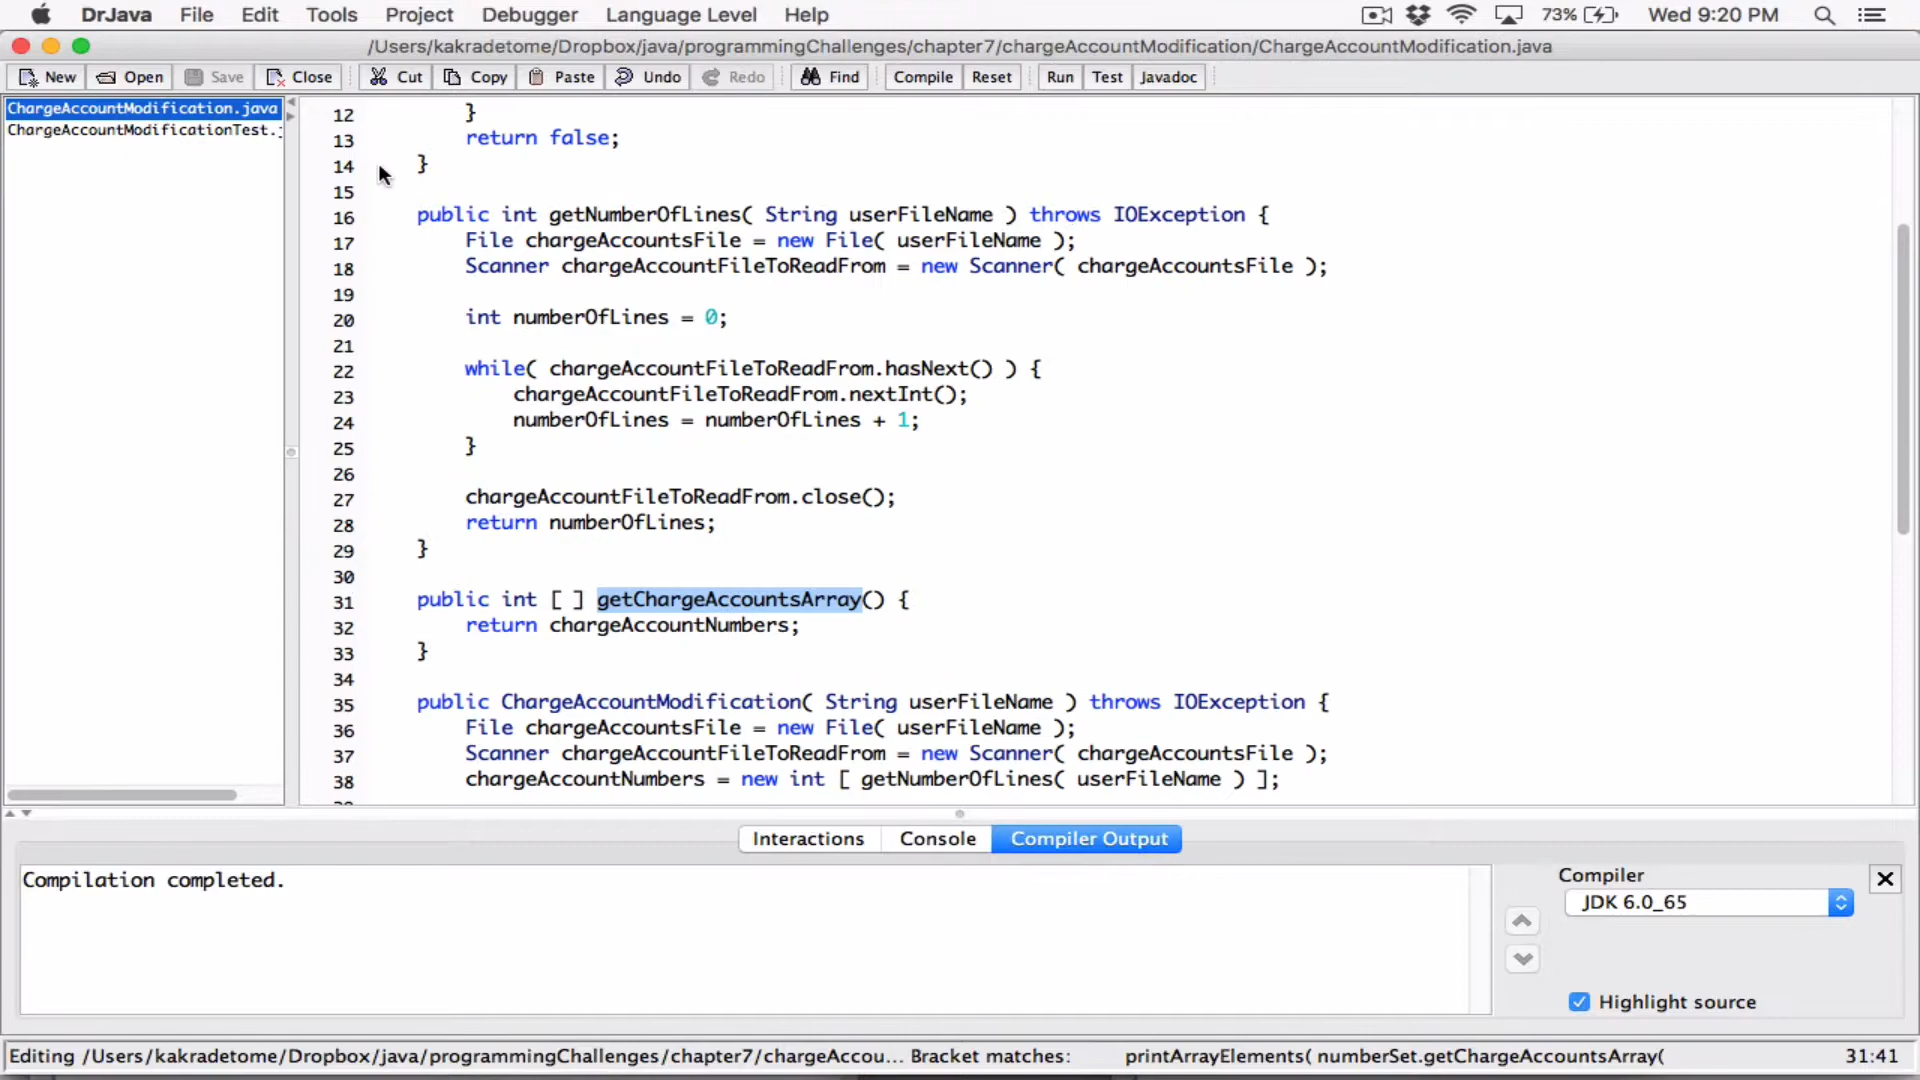 DrJava File Edit Tools Project Debugger Language Level Help 73% Wed 9:20 PM
/Users/kakradetome/Dropbox/java/programmingChallenges/chapter7/chargeAccountModification/ChargeAccountModification.java
New Open Save Close Cut Copy Paste Undo Redo Find Compile Reset Run Test Javadoc
ChargeAccountModification.java
ChargeAccountModificationTest.
12 }
13 return false;
14 }
15
16 public int getNumberOfLines( String userFileName ) throws IOException {
17 File chargeAccountsFile = new File( userFileName );
18 Scanner chargeAccountFileToReadFrom = new Scanner( chargeAccountsFile );
19
20 int numberOfLines = 0;
21
22 while( chargeAccountFileToReadFrom.hasNext() ) {
23 chargeAccountFileToReadFrom.nextInt();
24 numberOfLines = numberOfLines + 1;
25 }
26
27 chargeAccountFileToReadFrom.close();
28 return numberOfLines;
29 }
30
31 public int [ ] getChargeAccountsArray() {
32 return chargeAccountNumbers;
33 }
34
35 public ChargeAccountModification( String userFileName ) throws IOException {
36 File chargeAccountsFile = new File( userFileName );
37 Scanner chargeAccountFileToReadFrom = new Scanner( chargeAccountsFile );
38 chargeAccountNumbers = new int [ getNumberOfLines( userFileName ) ];
Interactions Console Compiler Output
Compilation completed.
Compiler
JDK 6.0_65
Highlight source
Editing /Users/kakradetome/Dropbox/java/programmingChallenges/chapter7/chargeAccou... Bracket matches: printArrayElements( numberSet.getChargeAccountsArray( 31:41